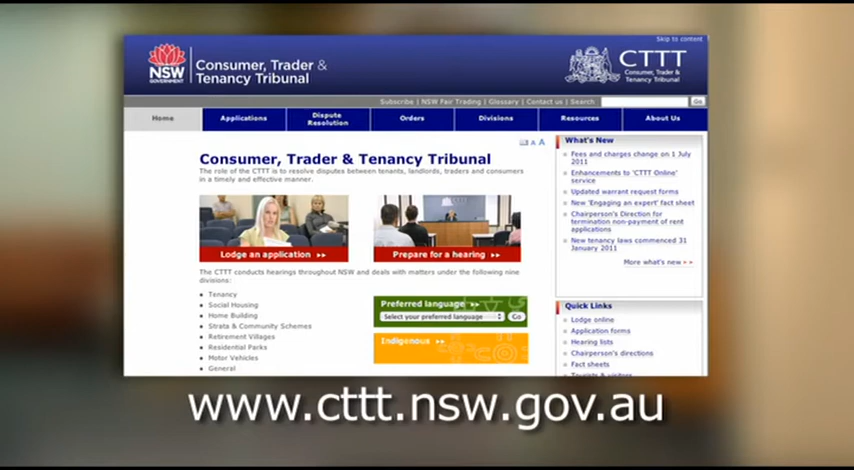 Skip to content
NSW
GOVERNMENT
Consumer, Trader &
Tenancy Tribunal
CTTT
Consumer, Trader &
Tenancy Tribunal
Subscribe | NSW Fair Trading | Glossary | Contact us | Search
Go
Home
Applications
Dispute
Resolution
Orders
Divisions
Resources
About Us
A A
Consumer, Trader & Tenancy Tribunal
The role of the CTTT is to resolve disputes between tenants, landlords, traders and consumers
in a timely and effective manner.
Lodge an application
Prepare for a hearing
The CTTT conducts hearings throughout NSW and deals with matters under the following nine
divisions:
Tenancy
Social Housing
Home Building
Strata & Community Schemes
Retirement Villages
Residential Parks
Motor Vehicles
General
Preferred language
Select your preferred language
Go
Indigenous
What's New
Fees and charges change on 1 July
2011
Enhancements to 'CTTT Online'
service
Updated warrant request forms
New 'Engaging an expert' fact sheet
Chairperson's Direction for
termination non-payment of rent
applications
New tenancy laws commenced 31
January 2011
More what's new
Quick Links
Lodge online
Application forms
Hearing lists
Chairperson's directions
Fact sheets
Tourists & visitors
www.cttt.nsw.gov.au